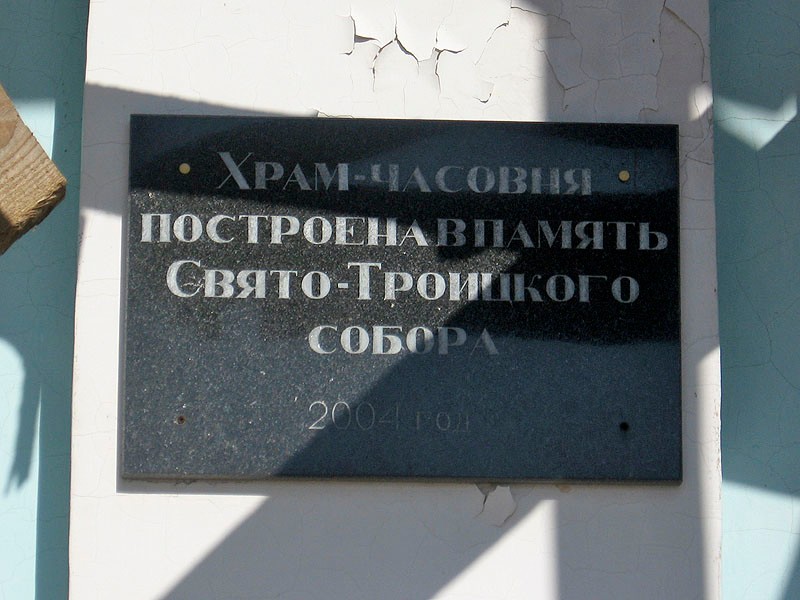 Храм-часовня
построена в память
Свято-Троицкого
собора
2004 год